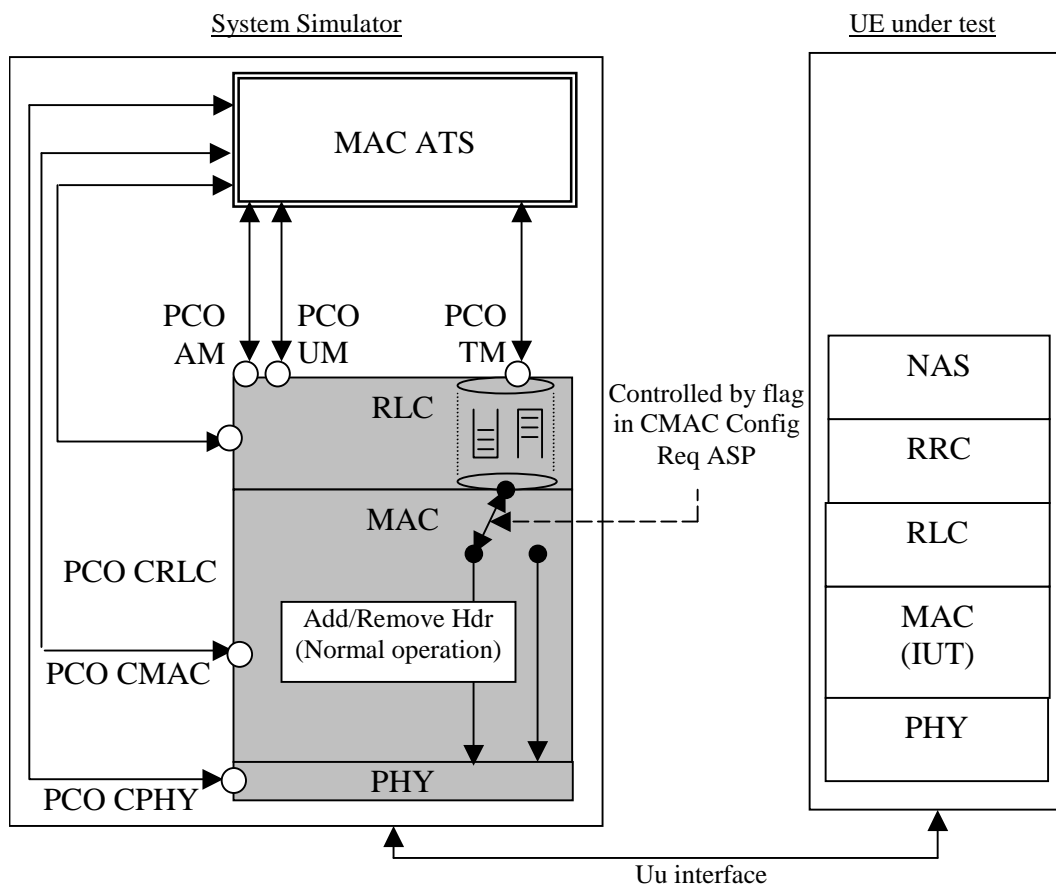 System Simulator
UE under test
MAC ATS
PCO
AM
PCO
UM
PCO
TM
RLC
Controlled by flag
in CMAC Config
Req ASP
MAC
PCO CRLC
Add/Remove Hdr
(Normal operation)
PCO CMAC
PHY
PCO CPHY
NAS
RRC
RLC
MAC
(IUT)
PHY
Uu interface